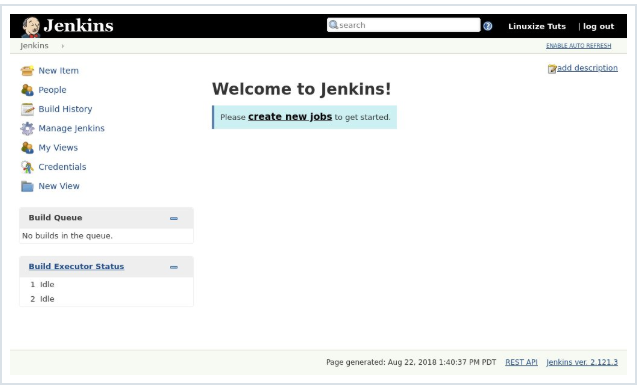 Jenkins
search
Linuxize Tuts | log out
Jenkins ›
ENABLE AUTO REFRESH
New Item
People
Build History
Manage Jenkins
My Views
Credentials
New View
Build Queue
No builds in the queue.
Build Executor Status
1 Idle
2 Idle
add description
Welcome to Jenkins!
Please create new jobs to get started.
Page generated: Aug 22, 2018 1:40:37 PM PDT REST API Jenkins ver. 2.121.3